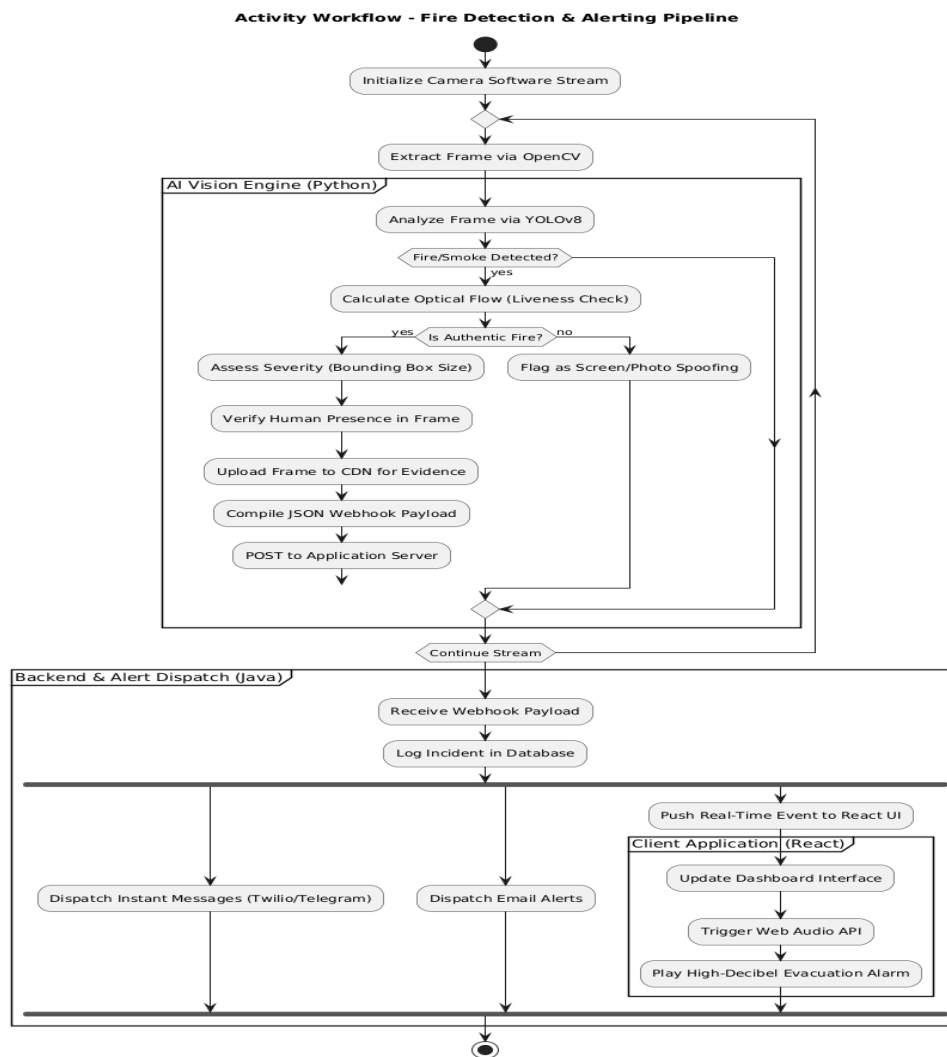 Activity Workflow - Fire Detection & Alerting Pipeline
Initialize Camera Software Stream
Extract Frame via OpenCV
AI Vision Engine (Python)
Analyze Frame via YOLOv8
Fire/Smoke Detected?
yes
Calculate Optical Flow (Liveness Check)
yes
Is Authentic Fire?
no
Assess Severity (Bounding Box Size)
Flag as Screen/Photo Spoofing
Verify Human Presence in Frame
Upload Frame to CDN for Evidence
Compile JSON Webhook Payload
POST to Application Server
Continue Stream
Backend & Alert Dispatch (Java)
Receive Webhook Payload
Log Incident in Database
Push Real-Time Event to React UI
Client Application (React)
Update Dashboard Interface
Dispatch Instant Messages (Twilio/Telegram)
Dispatch Email Alerts
Trigger Web Audio API
Play High-Decibel Evacuation Alarm